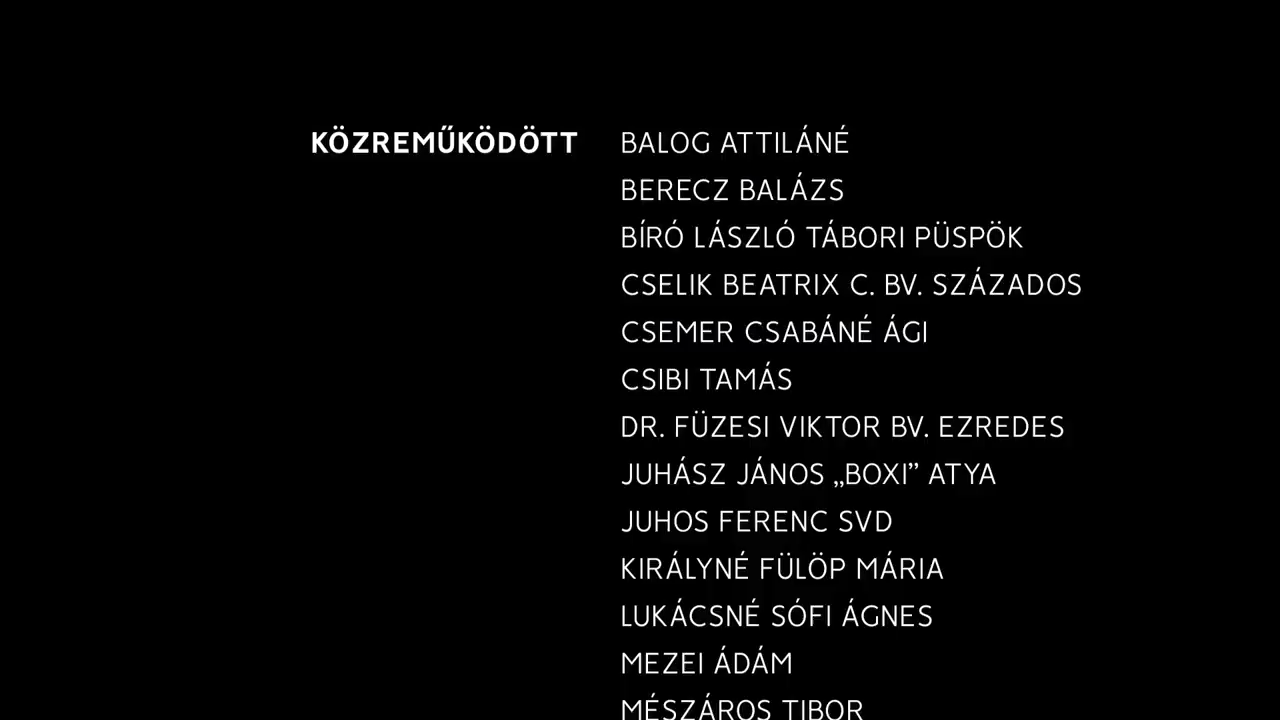 KÖZREMŰKÖDÖTT BALOG ATTILÁNÉ
BERECZ BALÁZS
BÍRÓ LÁSZLÓ TÁBORI PÜSPÖK
CSELIK BEATRIX C. BV. SZÁZADOS
CSEMER CSABÁNÉ ÁGI
CSIBI TAMÁS
DR. FÜZESI VIKTOR BV. EZREDES
JUHÁSZ JÁNOS „BOXI” ATYA
JUHOS FERENC SVD
KIRÁLYNÉ FÜLÖP MÁRIA
LUKÁCSNÉ SÓFI ÁGNES
MEZEI ÁDÁM
MÉSZÁROS TIBOR